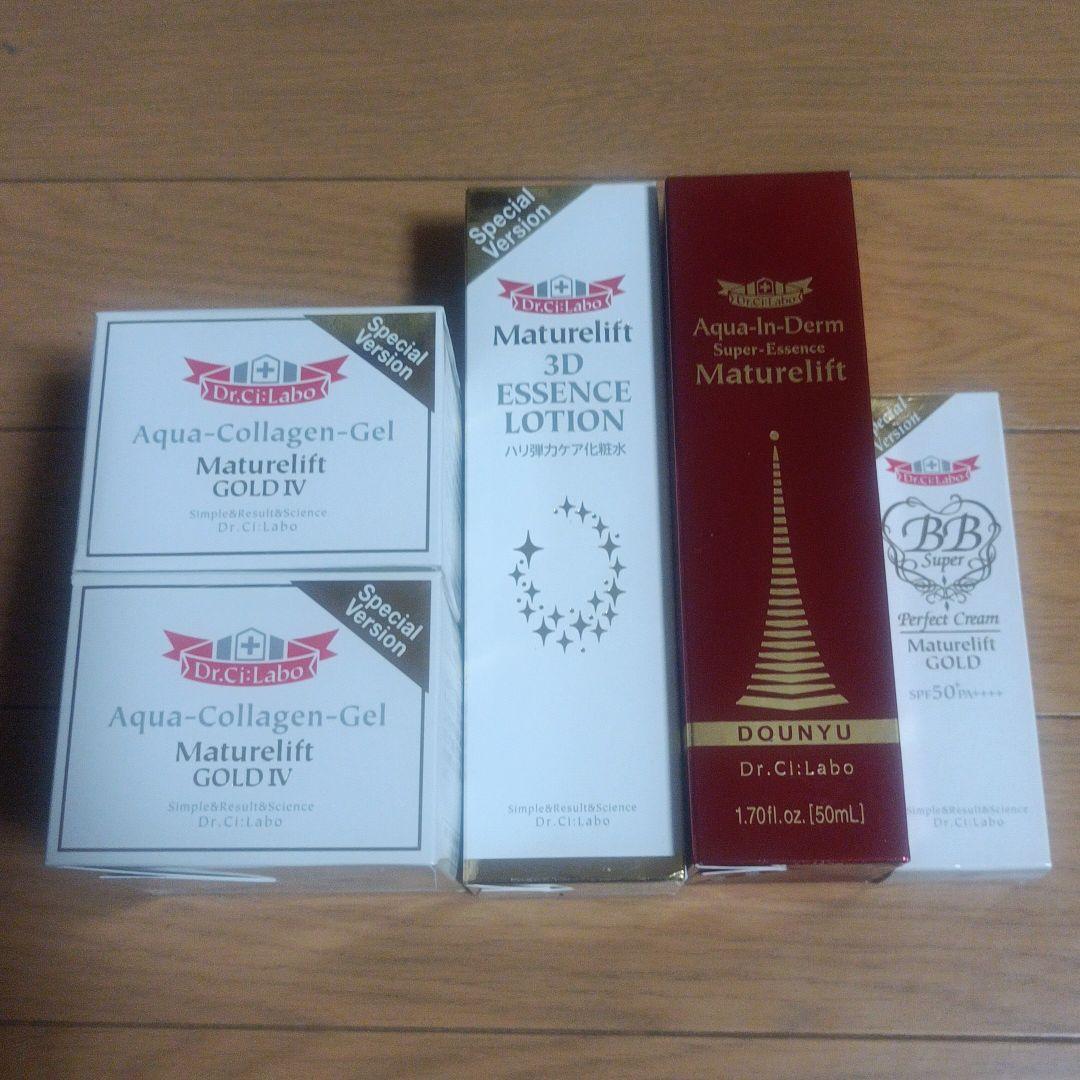 Special
Version
Dr.Ci:Labo
Aqua-Collagen-Gel
Maturelift
GOLD IV
Simple&Result&Science
Dr.Ci:Labo
Special
Version
Dr.Ci:Labo
Aqua-Collagen-Gel
Maturelift
GOLD IV
Simple&Result&Science
Dr.Ci:Labo
Special
Version
Dr.Ci:Labo
Maturelift
3D
ESSENCE
LOTION
ハリ弾力ケア化粧水
Simple&Result&Science
Dr.Ci:Labo
Dr.Ci:Labo
Aqua-In-Derm
Super-Essence
Maturelift
DOUNYU
Dr.Ci:Labo
1.70fl.oz.[50mL]
Special
Version
Dr.Ci:Labo
BB
Super
Perfect Cream
Maturelift
GOLD
SPF50+PA++++
Simple&Result&Science
Dr.Ci:Labo